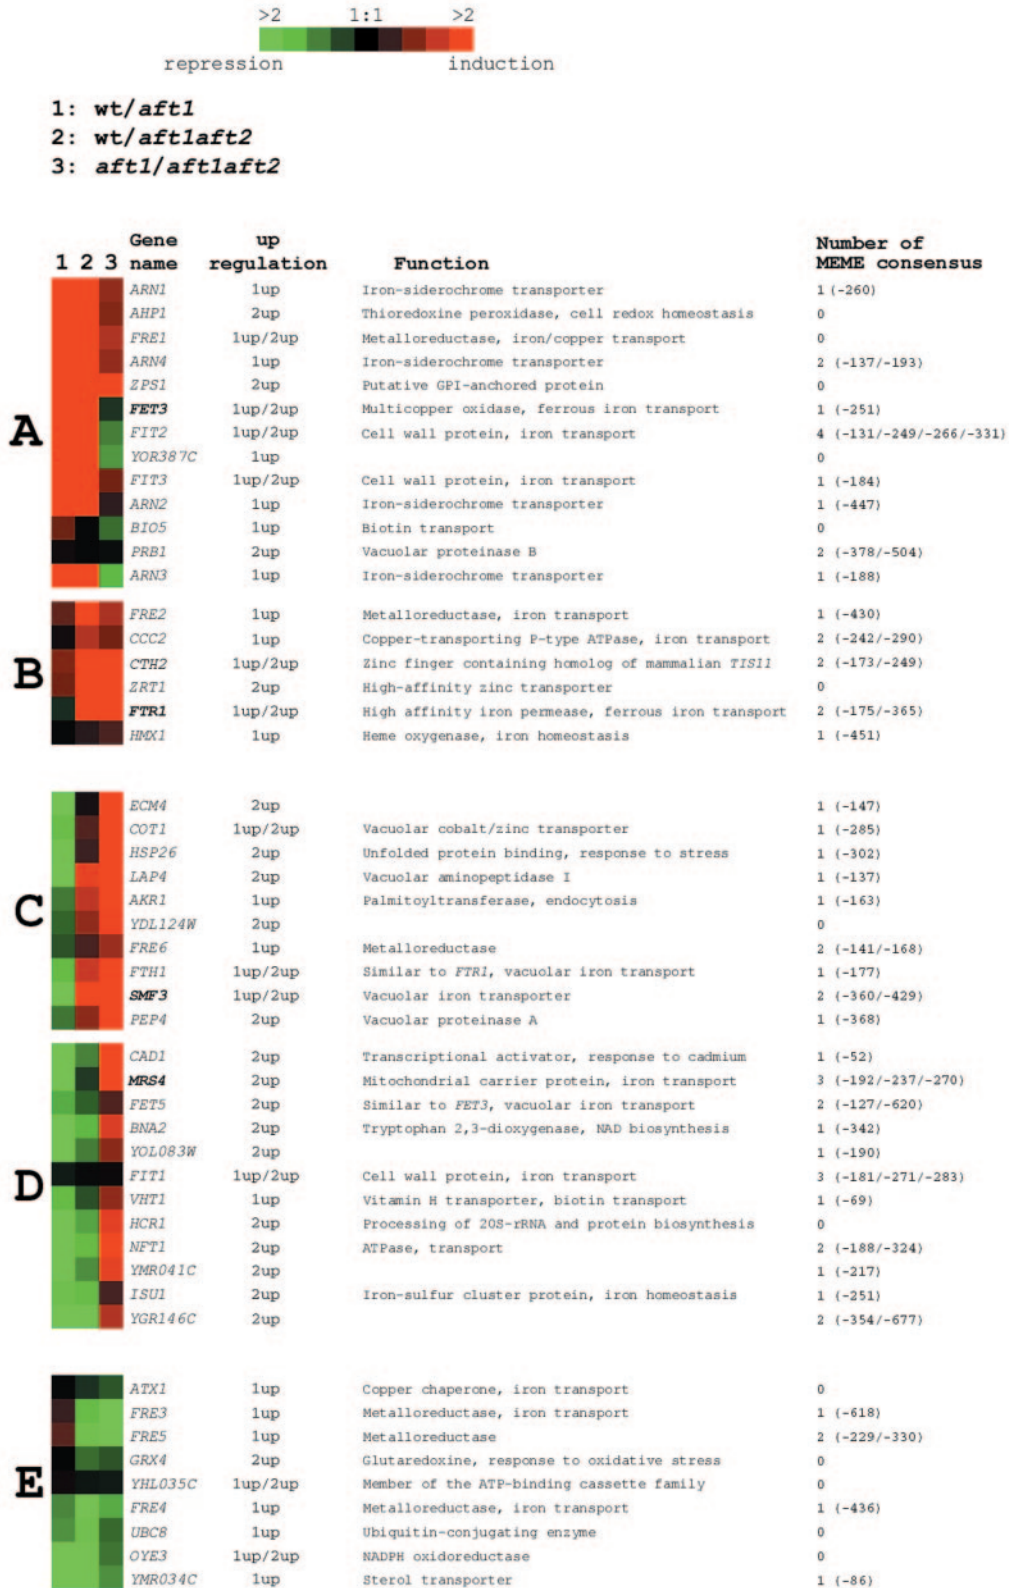 >2 1:1 >2
repression induction
1: wt/aft1
2: wt/aft1aft2
3: aft1/aft1aft2
Gene up Number of
1 2 3 name regulation Function MEME consensus
A
ARN1 1up Iron-siderochrome transporter 1 (-260)
AHP1 2up Thioredoxine peroxidase, cell redox homeostasis 0
FRE1 1up/2up Metalloreductase, iron/copper transport 0
ARN4 1up Iron-siderochrome transporter 2 (-137/-193)
ZPS1 2up Putative GPI-anchored protein 0
FET3 1up/2up Multicopper oxidase, ferrous iron transport 1 (-251)
FIT2 1up/2up Cell wall protein, iron transport 4 (-131/-249/-266/-331)
YOR387C 1up 0
FIT3 1up/2up Cell wall protein, iron transport 1 (-184)
ARN2 1up Iron-siderochrome transporter 1 (-447)
BIO5 1up Biotin transport 0
PRB1 2up Vacuolar proteinase B 2 (-378/-504)
ARN3 1up Iron-siderochrome transporter 1 (-188)
B
FRE2 1up Metalloreductase, iron transport 1 (-430)
CCC2 1up Copper-transporting P-type ATPase, iron transport 2 (-242/-290)
CTH2 1up/2up Zinc finger containing homolog of mammalian TIS11 2 (-173/-249)
ZRT1 2up High-affinity zinc transporter 0
FTR1 1up/2up High affinity iron permease, ferrous iron transport 2 (-175/-365)
HMX1 1up Heme oxygenase, iron homeostasis 1 (-451)
C
ECM4 2up 1 (-147)
COT1 1up/2up Vacuolar cobalt/zinc transporter 1 (-285)
HSP26 2up Unfolded protein binding, response to stress 1 (-302)
LAP4 2up Vacuolar aminopeptidase I 1 (-137)
AKR1 1up Palmitoyltransferase, endocytosis 1 (-163)
YDL124W 2up 0
FRE6 1up Metalloreductase 2 (-141/-168)
FTH1 1up/2up Similar to FTR1, vacuolar iron transport 1 (-177)
SMF3 1up/2up Vacuolar iron transporter 2 (-360/-429)
PEP4 2up Vacuolar proteinase A 1 (-368)
D
CAD1 2up Transcriptional activator, response to cadmium 1 (-52)
MRS4 2up Mitochondrial carrier protein, iron transport 3 (-192/-237/-270)
FET5 2up Similar to FET3, vacuolar iron transport 2 (-127/-620)
BNA2 2up Tryptophan 2,3-dioxygenase, NAD biosynthesis 1 (-342)
YOL083W 2up 1 (-190)
FIT1 1up/2up Cell wall protein, iron transport 3 (-181/-271/-283)
VHT1 1up Vitamin H transporter, biotin transport 1 (-69)
HCR1 2up Processing of 20S-rRNA and protein biosynthesis 0
NFT1 2up ATPase, transport 2 (-188/-324)
YMR041C 2up 1 (-217)
ISU1 2up Iron-sulfur cluster protein, iron homeostasis 1 (-251)
YGR146C 2up 2 (-354/-677)
E
ATX1 1up Copper chaperone, iron transport 0
FRE3 1up Metalloreductase, iron transport 1 (-618)
FRE5 1up Metalloreductase 2 (-229/-330)
GRX4 2up Glutaredoxine, response to oxidative stress 0
YHL035C 1up/2up Member of the ATP-binding cassette family 0
FRE4 1up Metalloreductase, iron transport 1 (-436)
UBC8 1up Ubiquitin-conjugating enzyme 0
OYE3 1up/2up NADPH oxidoreductase 0
YMR034C 1up Sterol transporter 1 (-86)